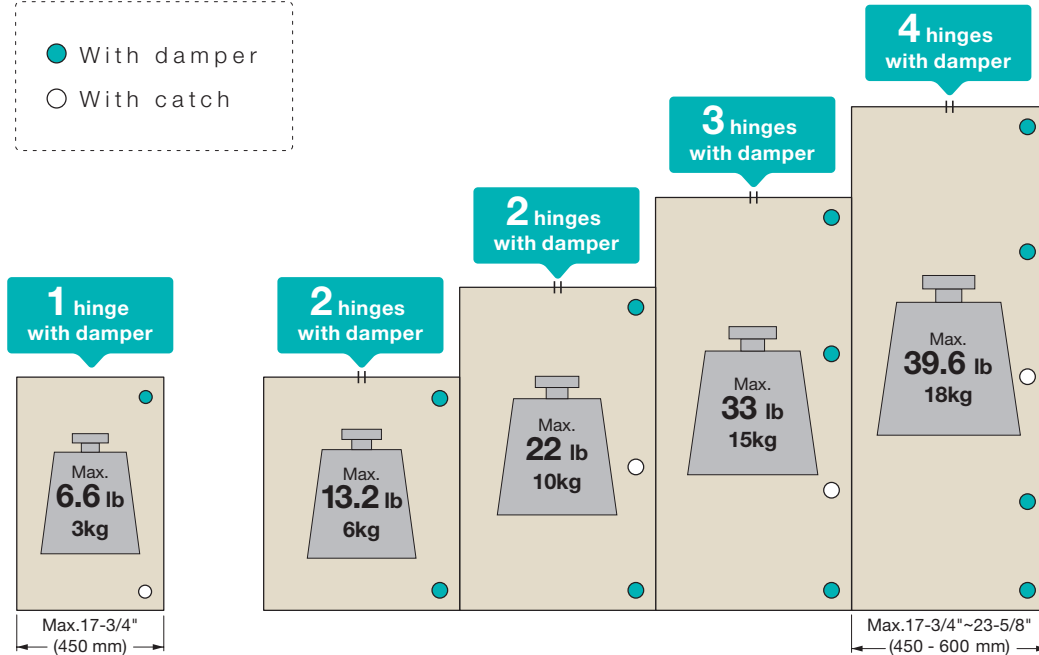 With damper
With catch
1 hinge
with damper
Max.
6.6 lb
3kg
Max.17-3/4"
(450 mm)
2 hinges
with damper
Max.
13.2 lb
6kg
2 hinges
with damper
Max.
22 lb
10kg
3 hinges
with damper
Max.
33 lb
15kg
4 hinges
with damper
Max.
39.6 lb
18kg
Max.17-3/4"~23-5/8"
(450 - 600 mm)